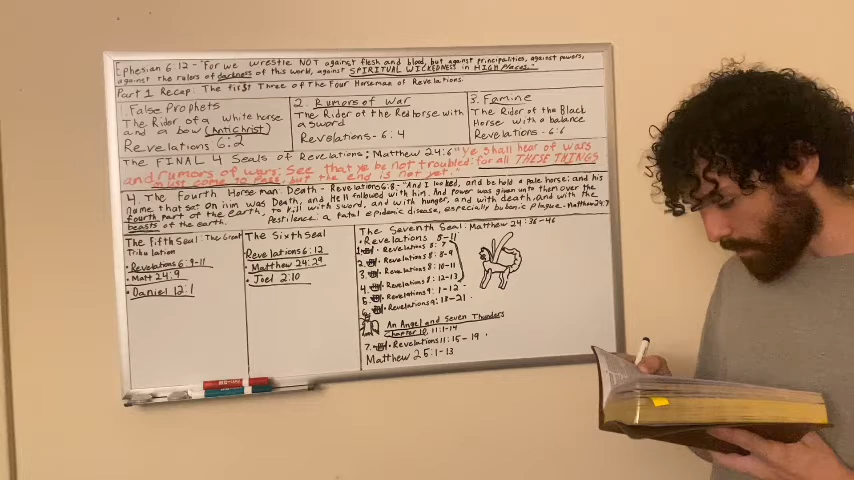 Ephesian 6:12 - "For we wrestle NOT against flesh and blood, but against principalities, against powers,
against the rulers of darkness of this world, against SPIRITUAL WICKEDNESS in HIGH Places."
Part 1 Recap: The first Three of The Four Horseman of Revelations.
1. False Prophets
The Rider of a white horse
and a bow (Antichrist)
Revelations 6:2
2. Rumors of War
The Rider of the Red horse with
a sword
Revelations - 6:4
3. Famine
The Rider of the Black
Horse with a balance
Revelations - 6:6
The FINAL 4 Seals of Revelations; Matthew 24:6 "Ye shall hear of wars
and rumors of wars: See that ye be not troubled: for all THESE THINGS
must come to pass, but the end is not yet."
4. The Fourth Horseman: Death - Revelations 6:8 - "And I looked, and behold a pale horse: and his
name that sat on him was Death, and Hell followed with him. And Power was given unto them over the
fourth part of the earth, to kill with sword, and with hunger, and with death, and with the
beasts of the earth. Pestilence: a fatal epidemic disease, especially bubonic plague. - Matthew 24:7
The Fifth Seal: The Great
Tribulation
• Revelations 6:9-11
• Matt 24:9
• Daniel 12:1
The Sixth Seal
Revelations 6:12
• Matthew 24:29
• Joel 2:10
The Seventh Seal: Matthew 24:36-46
• Revelations 8-11
1. • Revelations 8:7
2. • Revelations 8:8-9
3. • Revelations 8:10-11
4. • Revelations 8:12-13
5. • Revelations 9:1-12
6. • Revelations 9:18-21
An Angel and Seven Thunders
Chapter 10, 11:1-14
7. • Revelations 11:15-19
Matthew 25:1-13